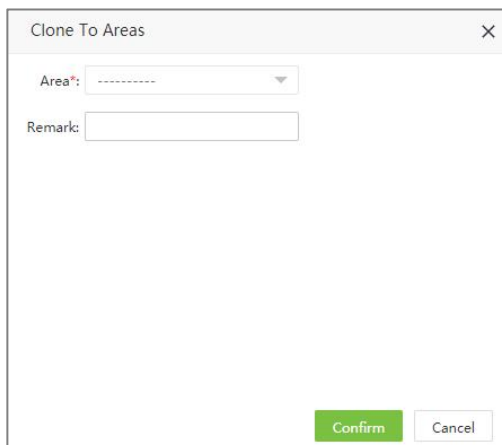 Clone To Areas
Area*: ----------
Remark:
Confirm Cancel